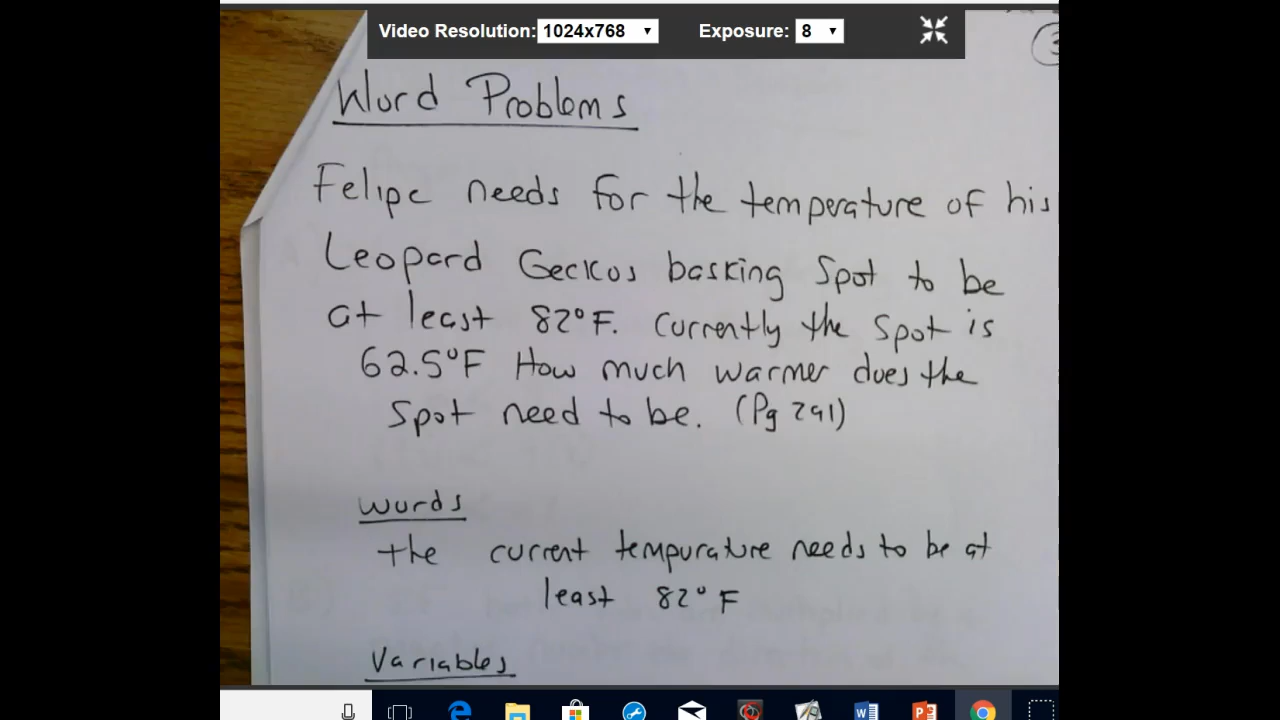 Video Resolution: 1024x768 Exposure: 8
Word Problems
Felipe needs for the temperature of his
Leopard Geckos basking Spot to be
at least 82°F. Currently the Spot is
62.5°F How much warmer does the
Spot need to be. (Pg 291)
words
the current tempurature needs to be at
least 82° F
Variables